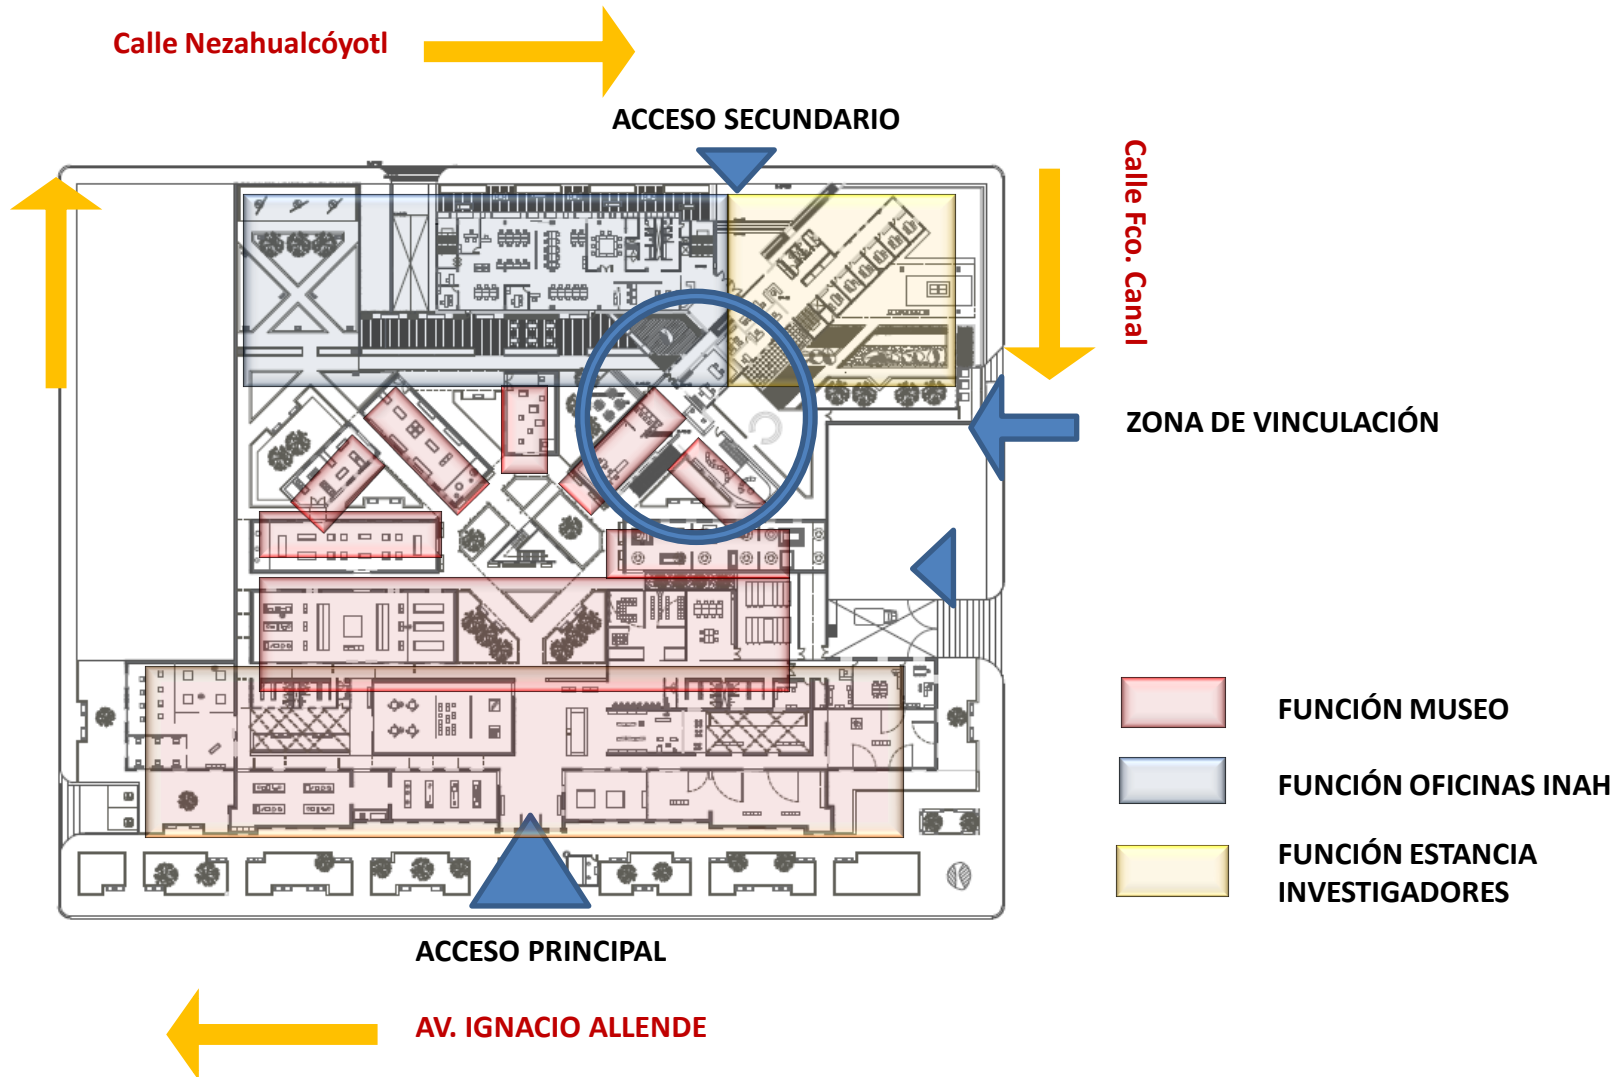 Calle Nezahualcóyotl
ACCESO SECUNDARIO
Calle Fco. Canal
ZONA DE VINCULACIÓN
FUNCIÓN MUSEO
FUNCIÓN OFICINAS INAH
FUNCIÓN ESTANCIA
INVESTIGADORES
ACCESO PRINCIPAL
AV. IGNACIO ALLENDE